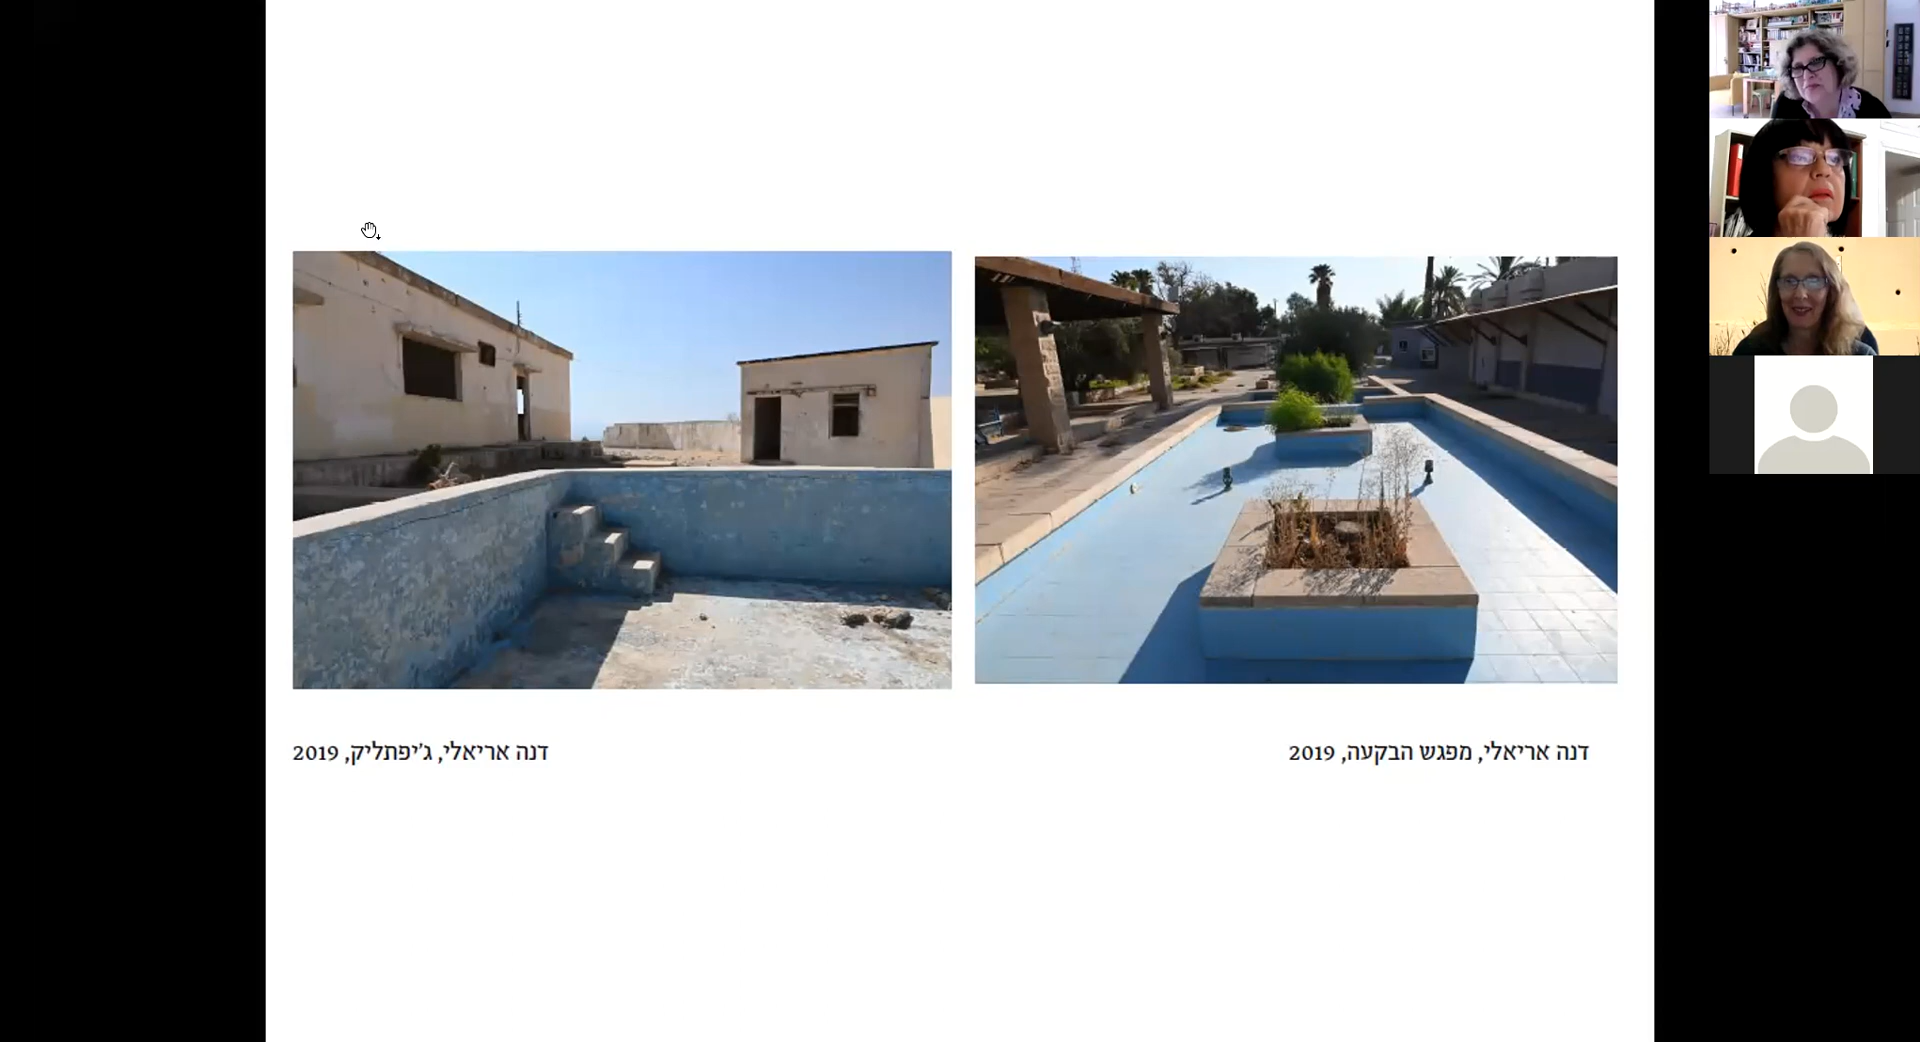 דנה אריאלי, מפגש הבקעה, 2019
דנה אריאלי, ג'יפתליק, 2019